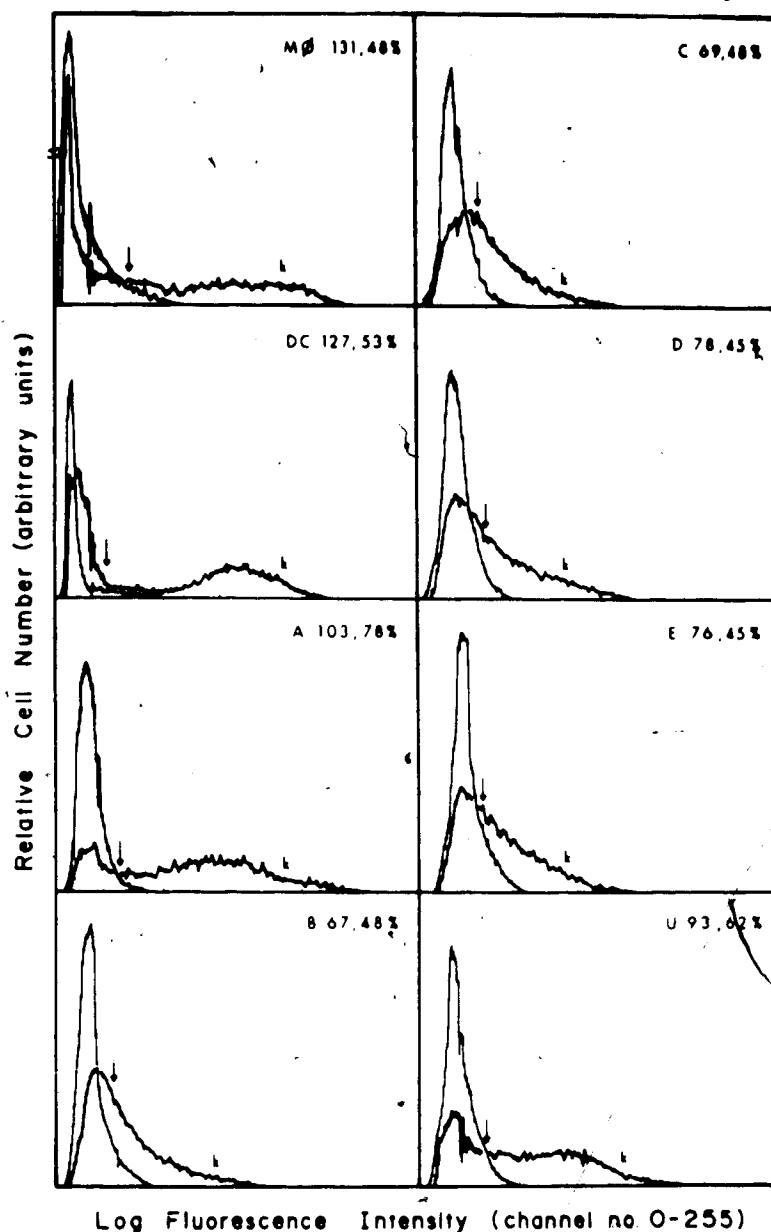 MØ 131,48%
C 69,48%
k
k
DC 127,53%
D 78,45%
k
k
A 103,78%
E 76,45%
k
k
B 67,48%
U 93,62%
k
k
Relative Cell Number (arbitrary units)
Log Fluorescence Intensity (channel no. 0-255)